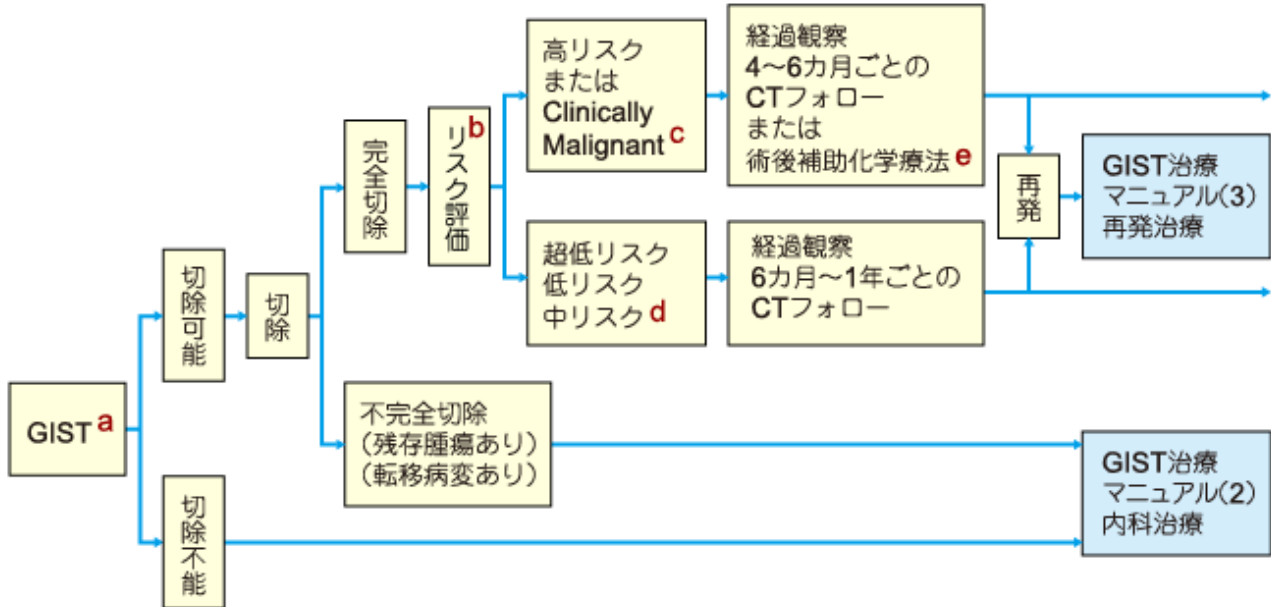 GIST a
切除可能
切除不能
切除
完全切除
不完全切除
（残存腫瘍あり）
（転移病変あり）
リスク評価 b
高リスク
または
Clinically
Malignant c
超低リスク
低リスク
中リスク d
経過観察
4〜6カ月ごとの
CTフォロー
または
術後補助化学療法 e
経過観察
6カ月〜1年ごとの
CTフォロー
再発
GIST治療
マニュアル（3）
再発治療
GIST治療
マニュアル（2）
内科治療